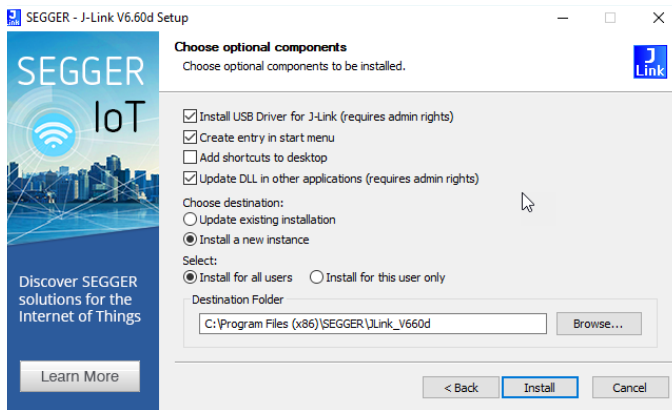 SEGGER - J-Link V6.60d Setup
Choose optional components
Choose optional components to be installed.
J
Link
SEGGER
IoT
Install USB Driver for J-Link (requires admin rights)
Create entry in start menu
Add shortcuts to desktop
Update DLL in other applications (requires admin rights)
Choose destination:
Update existing installation
Install a new instance
Select:
Install for all users Install for this user only
Destination Folder
C:\Program Files (x86)\SEGGER\JLink_V660d Browse...
Discover SEGGER
solutions for the
Internet of Things
Learn More
< Back Install Cancel